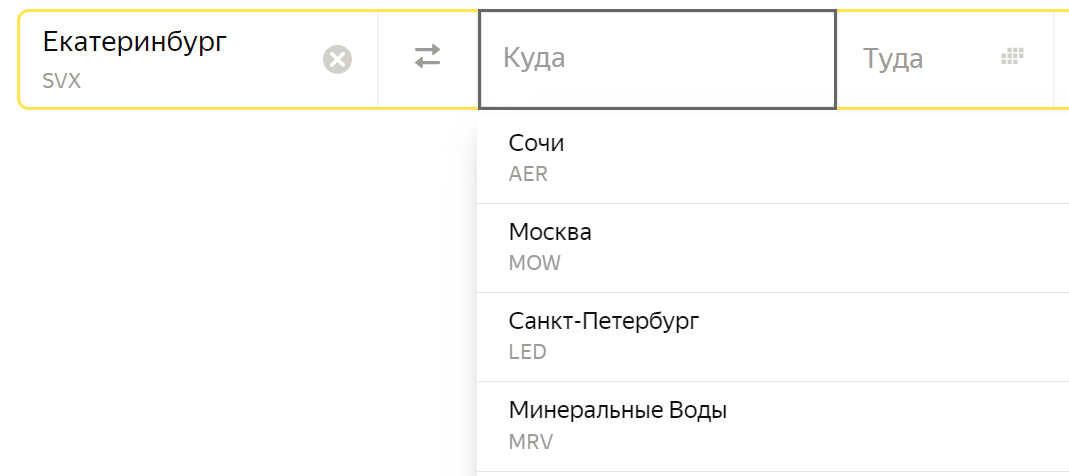 Екатеринбург
SVX
Куда
Туда
Сочи
AER
Москва
MOW
Санкт-Петербург
LED
Минеральные Воды
MRV